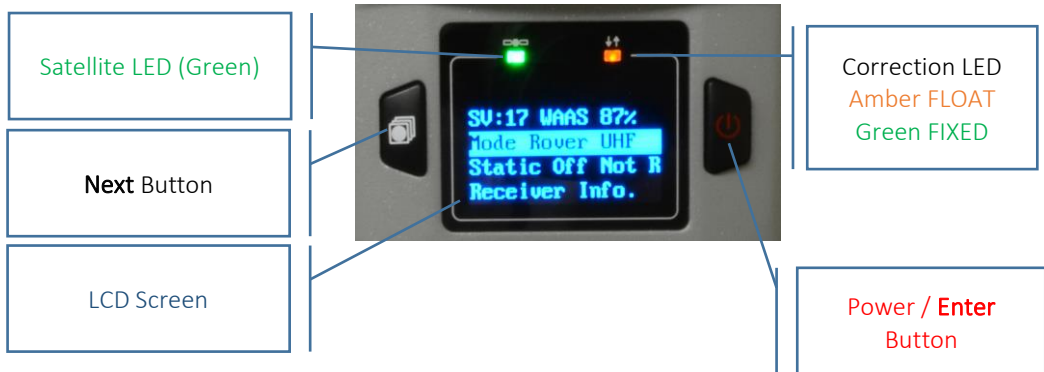 Satellite LED (Green)
Next Button
LCD Screen
SV:17 WAAS 87%
Mode Rover UHF
Static Off Not R
Receiver Info.
Correction LED
Amber FLOAT
Green FIXED
Power / Enter
Button